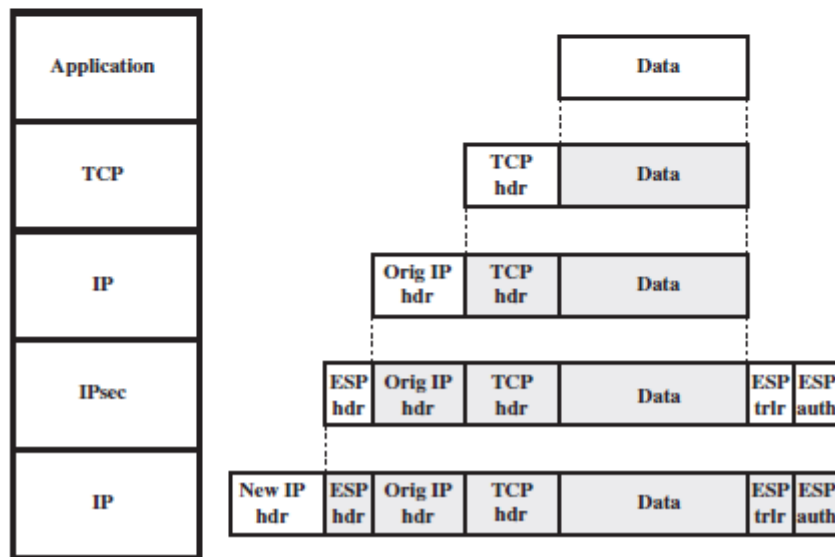 Application
Data
TCP
TCP
hdr
Data
IP
Orig IP
hdr
TCP
hdr
Data
IPsec
ESP
hdr
Orig IP
hdr
TCP
hdr
Data
ESP
trlr
ESP
auth
IP
New IP
hdr
ESP
hdr
Orig IP
hdr
TCP
hdr
Data
ESP
trlr
ESP
auth